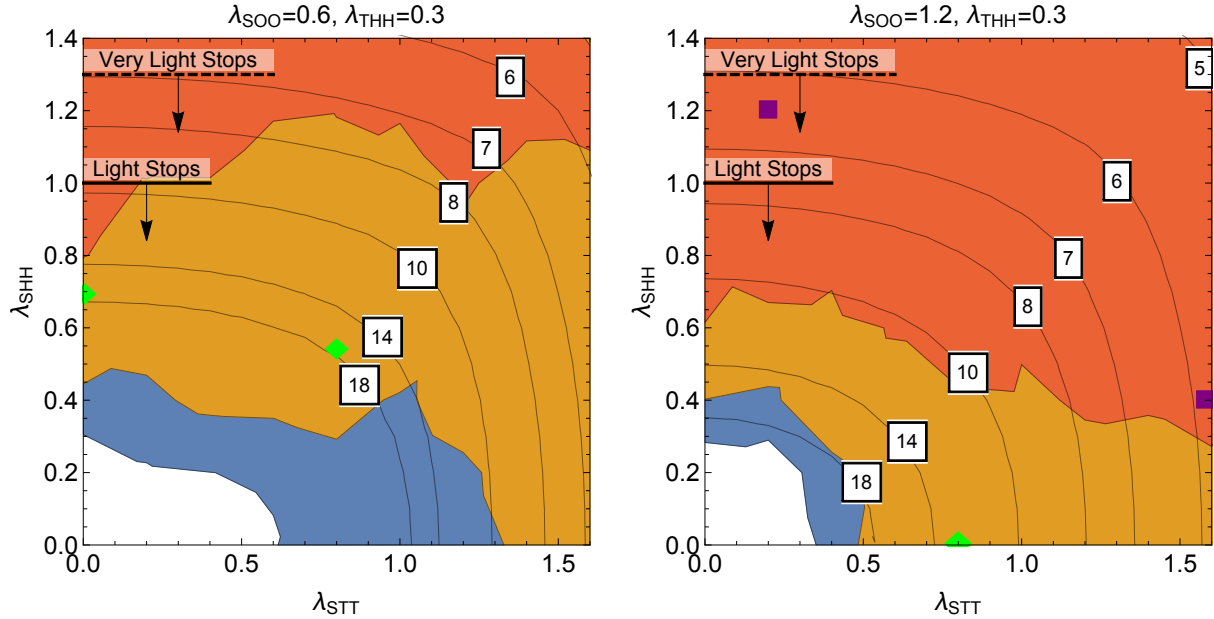 λSOO=0.6, λTHH=0.3
1.4
1.2
1.0
0.8
0.6
0.4
0.2
0.0
λSHH
Very Light Stops
Light Stops
6
7
8
10
14
18
0.0 0.5 1.0 1.5
λSTT
λSOO=1.2, λTHH=0.3
1.4
1.2
1.0
0.8
0.6
0.4
0.2
0.0
λSHH
Very Light Stops
Light Stops
5
6
7
8
10
14
18
0.0 0.5 1.0 1.5
λSTT